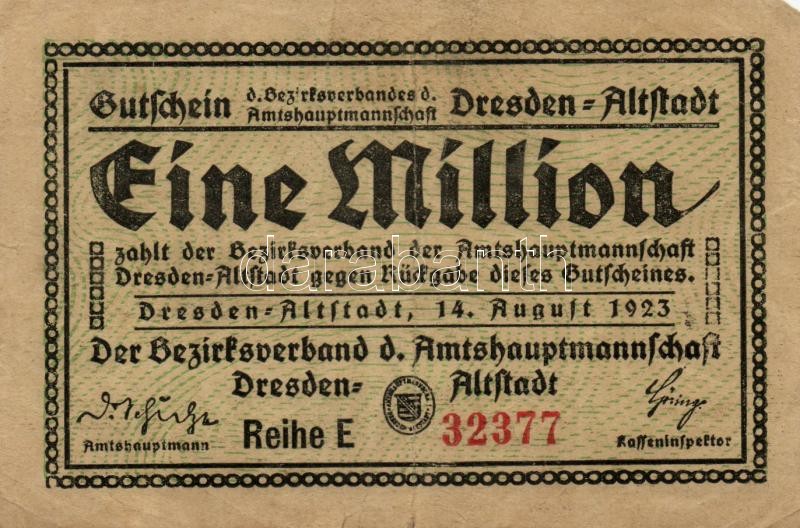 Gutschein d. Bezirksverbandes d. Amtshauptmannschaft Dresden=Altstadt
Eine Million
zahlt der Bezirksverband der Amtshauptmannschaft
Dresden-Altstadt gegen Rückgabe dieses Gutscheines.
Dresden-Altstadt, 14. August 1923
Der Bezirksverband d. Amtshauptmannschaft
Dresden= Altstadt
Amtshauptmann Reihe E 32377 Kasseninspektor
darabanth